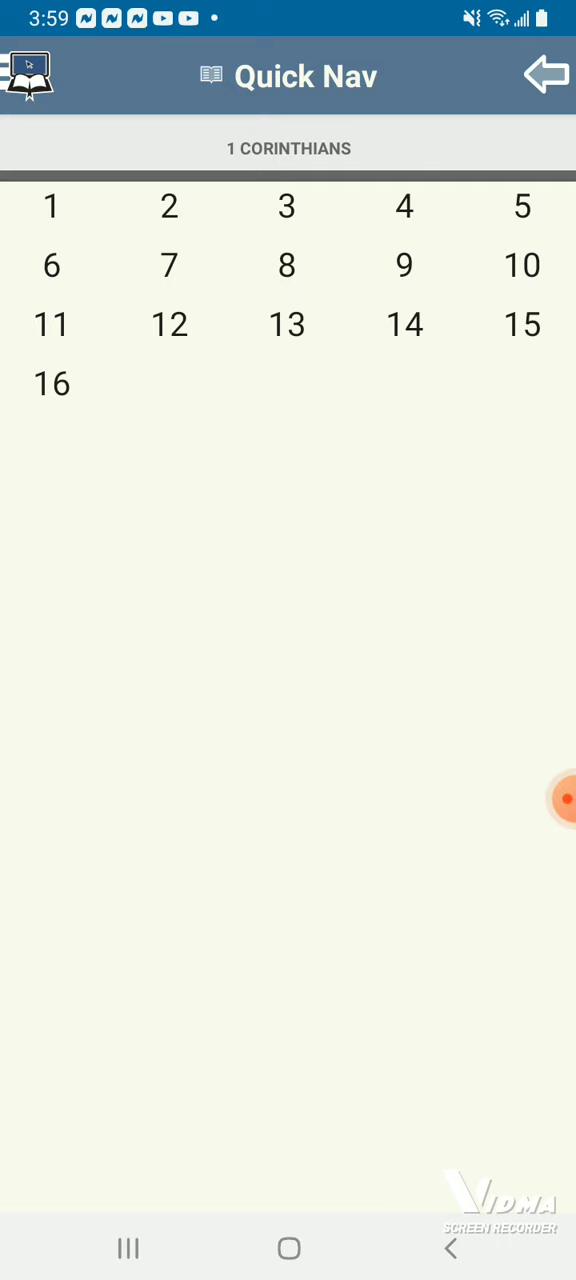 3:59
Quick Nav
1 CORINTHIANS
1 2 3 4 5
6 7 8 9 10
11 12 13 14 15
16
VIDMA
SCREEN RECORDER